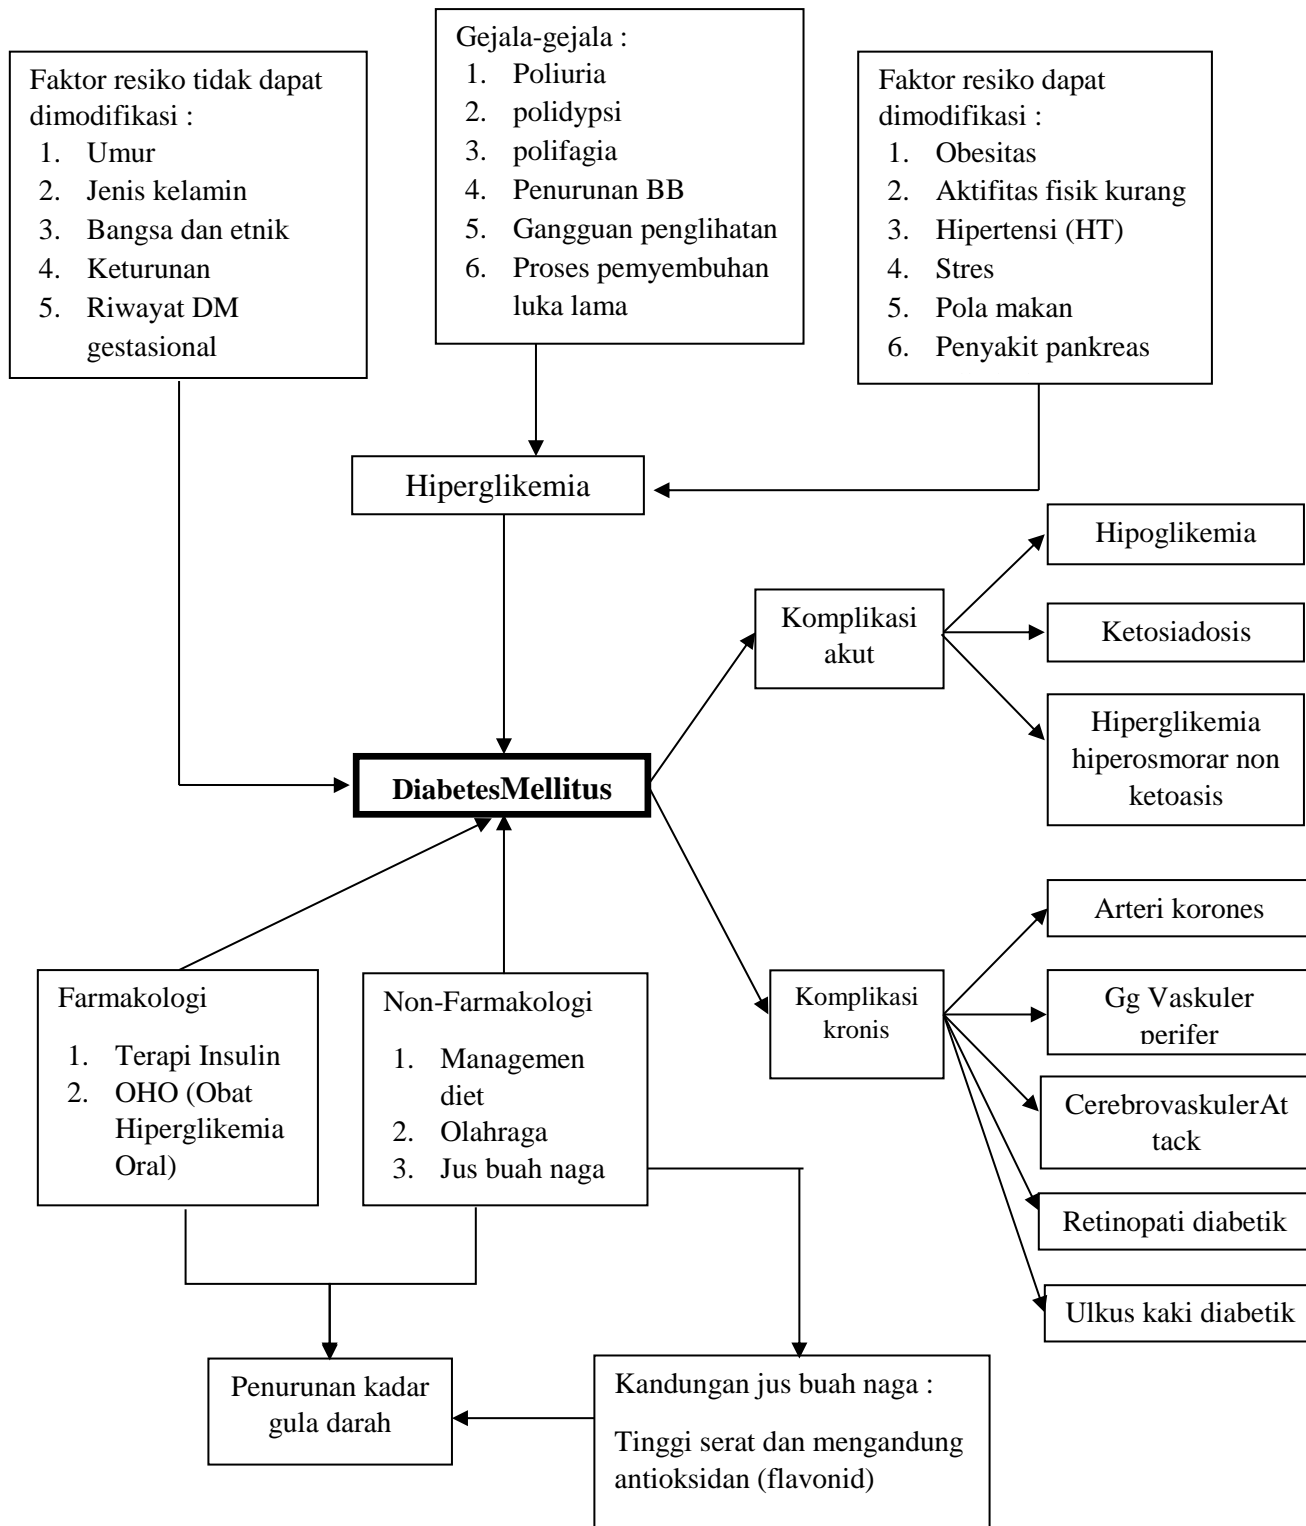 Faktor resiko tidak dapat
dimodifikasi :
1. Umur
2. Jenis kelamin
3. Bangsa dan etnik
4. Keturunan
5. Riwayat DM
gestasional
Gejala-gejala :
1. Poliuria
2. polidypsi
3. polifagia
4. Penurunan BB
5. Gangguan penglihatan
6. Proses pemyembuhan
luka lama
Faktor resiko dapat
dimodifikasi :
1. Obesitas
2. Aktifitas fisik kurang
3. Hipertensi (HT)
4. Stres
5. Pola makan
6. Penyakit pankreas
Hiperglikemia
DiabetesMellitus
Komplikasi
akut
Hipoglikemia
Ketosiadosis
Hiperglikemia
hiperosmorar non
ketoasis
Komplikasi
kronis
Arteri korones
Gg Vaskuler
perifer
CerebrovaskulerAt
tack
Retinopati diabetik
Ulkus kaki diabetik
Farmakologi
1. Terapi Insulin
2. OHO (Obat
Hiperglikemia
Oral)
Non-Farmakologi
1. Managemen
diet
2. Olahraga
3. Jus buah naga
Penurunan kadar
gula darah
Kandungan jus buah naga :
Tinggi serat dan mengandung
antioksidan (flavonid)